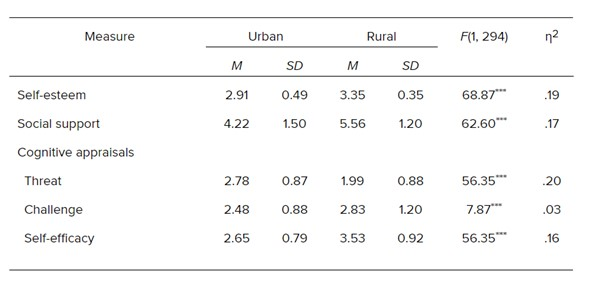 Measure Urban Rural F(1, 294) η2
M SD M SD
Self-esteem 2.91 0.49 3.35 0.35 68.87*** .19
Social support 4.22 1.50 5.56 1.20 62.60*** .17
Cognitive appraisals
Threat 2.78 0.87 1.99 0.88 56.35*** .20
Challenge 2.48 0.88 2.83 1.20 7.87*** .03
Self-efficacy 2.65 0.79 3.53 0.92 56.35*** .16